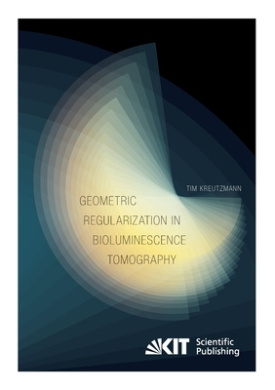 TIM KREUTZMANN
GEOMETRIC
REGULARIZATION IN
BIOLUMINESCENCE
TOMOGRAPHY
KIT Scientific
Publishing